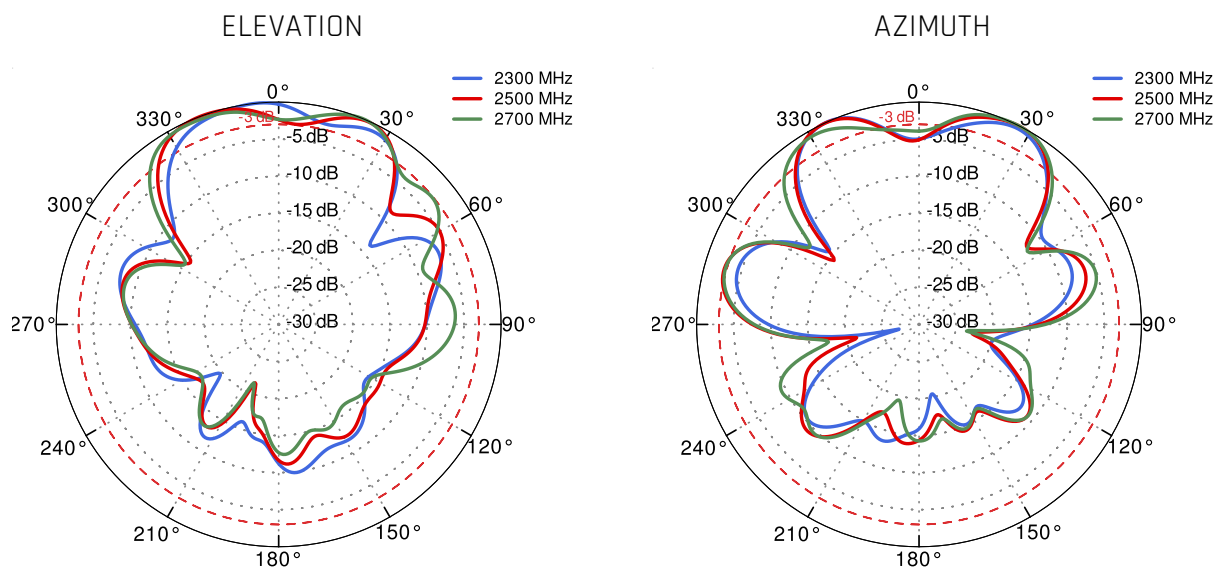 ELEVATION
2300 MHz
2500 MHz
2700 MHz
0°
30°
60°
90°
120°
150°
180°
210°
240°
270°
300°
330°
-3 dB
-5 dB
-10 dB
-15 dB
-20 dB
-25 dB
-30 dB
AZIMUTH
2300 MHz
2500 MHz
2700 MHz
0°
30°
60°
90°
120°
150°
180°
210°
240°
270°
300°
330°
-3 dB
-5 dB
-10 dB
-15 dB
-20 dB
-25 dB
-30 dB